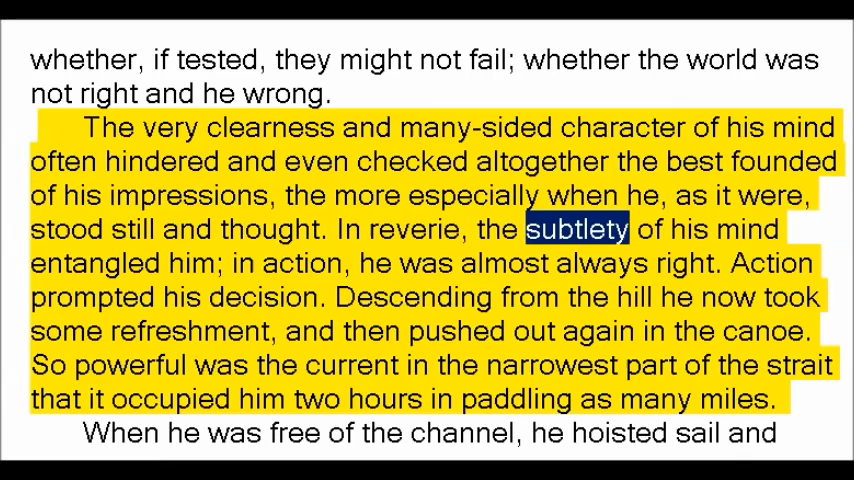 whether, if tested, they might not fail; whether the world was
not right and he wrong.
The very clearness and many-sided character of his mind
often hindered and even checked altogether the best founded
of his impressions, the more especially when he, as it were,
stood still and thought. In reverie, the subtlety of his mind
entangled him; in action, he was almost always right. Action
prompted his decision. Descending from the hill he now took
some refreshment, and then pushed out again in the canoe.
So powerful was the current in the narrowest part of the strait
that it occupied him two hours in paddling as many miles.
When he was free of the channel, he hoisted sail and